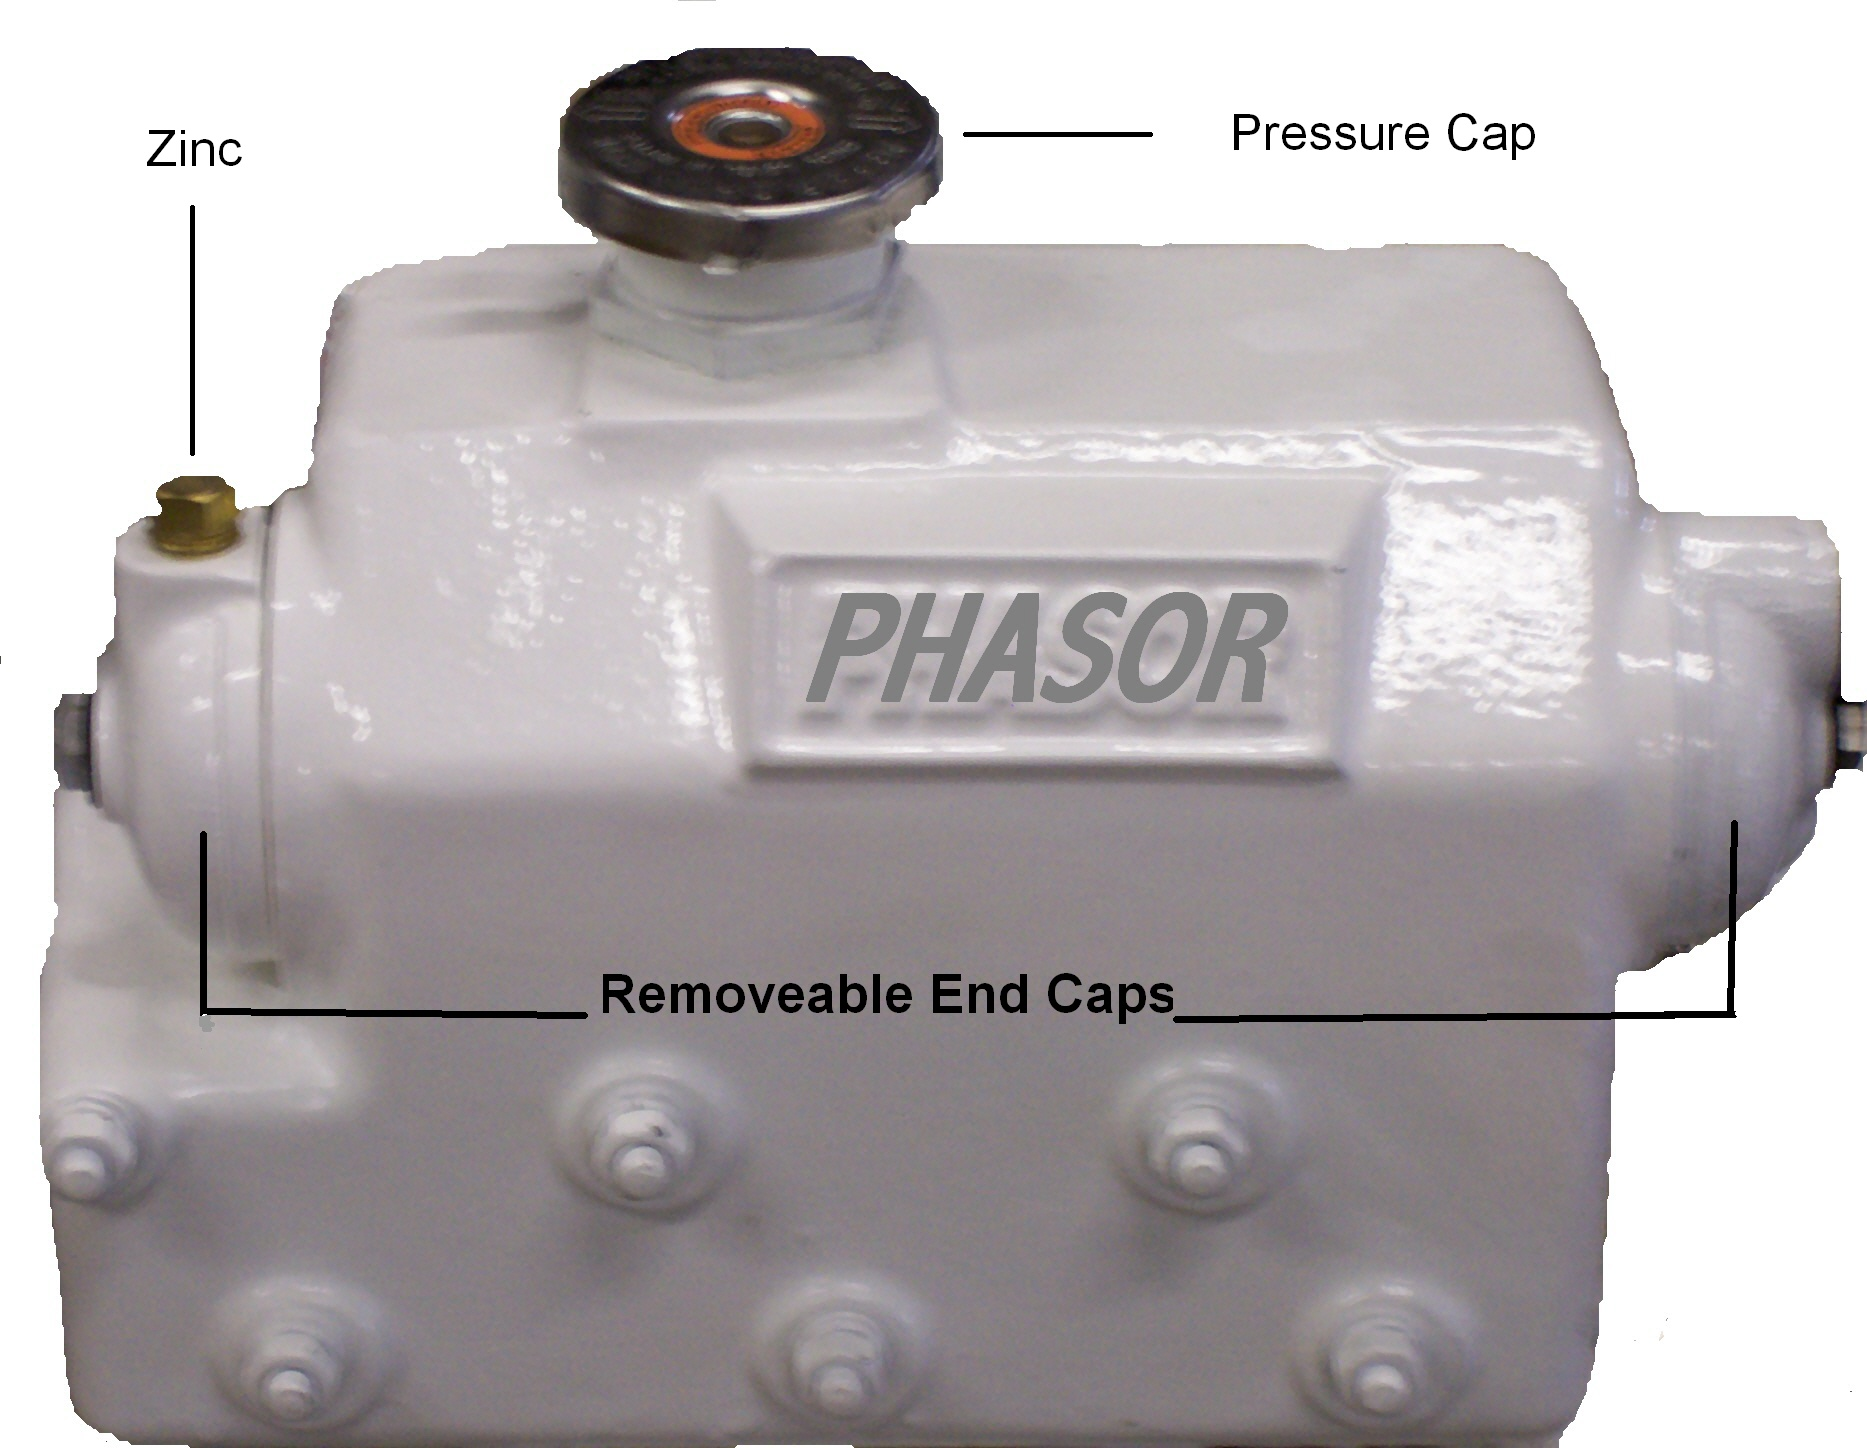 Zinc
Pressure Cap
PHASOR
Removeable End Caps